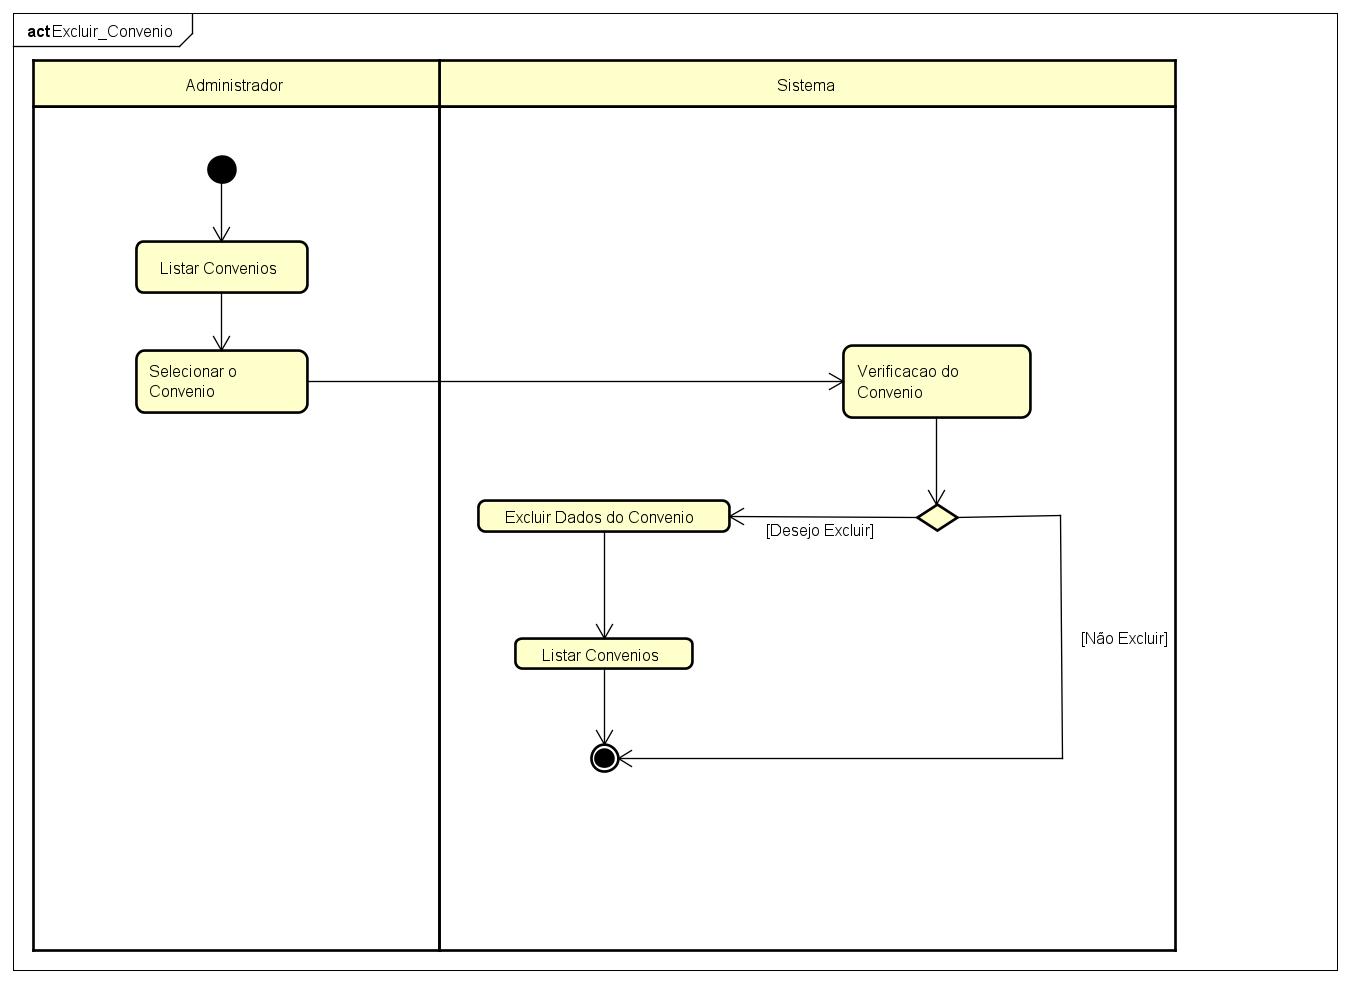 act Excluir_Convenio
Administrador
Sistema
Listar Convenios
Selecionar o
Convenio
Verificacao do
Convenio
Excluir Dados do Convenio
[Desejo Excluir]
[Não Excluir]
Listar Convenios